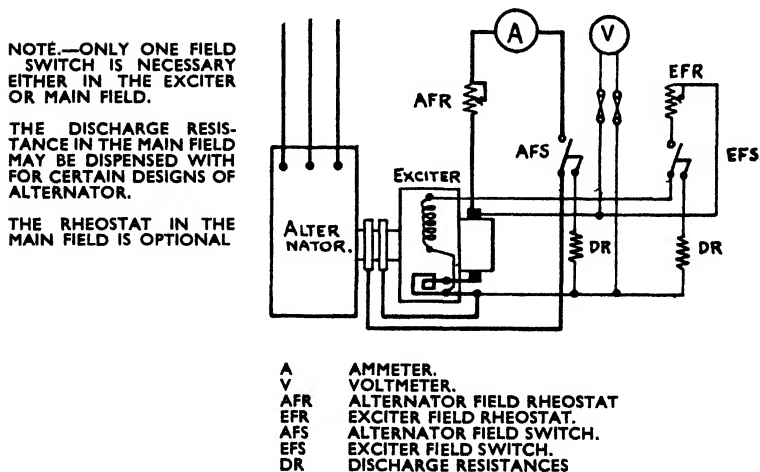 NOTE.—ONLY ONE FIELD
SWITCH IS NECESSARY
EITHER IN THE EXCITER
OR MAIN FIELD.
THE DISCHARGE RESIS-
TANCE IN THE MAIN FIELD
MAY BE DISPENSED WITH
FOR CERTAIN DESIGNS OF
ALTERNATOR.
THE RHEOSTAT IN THE
MAIN FIELD IS OPTIONAL
A
V
EFR
AFR
AFS
EFS
EXCITER
ALTER
NATOR.
DR
DR
A AMMETER.
V VOLTMETER.
AFR ALTERNATOR FIELD RHEOSTAT
EFR EXCITER FIELD RHEOSTAT.
AFS ALTERNATOR FIELD SWITCH.
EFS EXCITER FIELD SWITCH.
DR DISCHARGE RESISTANCES